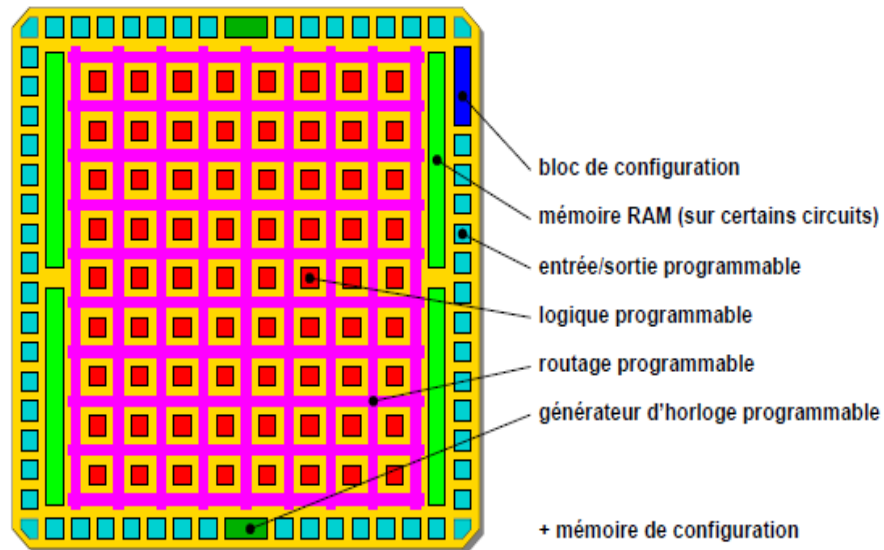 bloc de configuration
mémoire RAM (sur certains circuits)
entrée/sortie programmable
logique programmable
routage programmable
générateur d'horloge programmable
+ mémoire de configuration